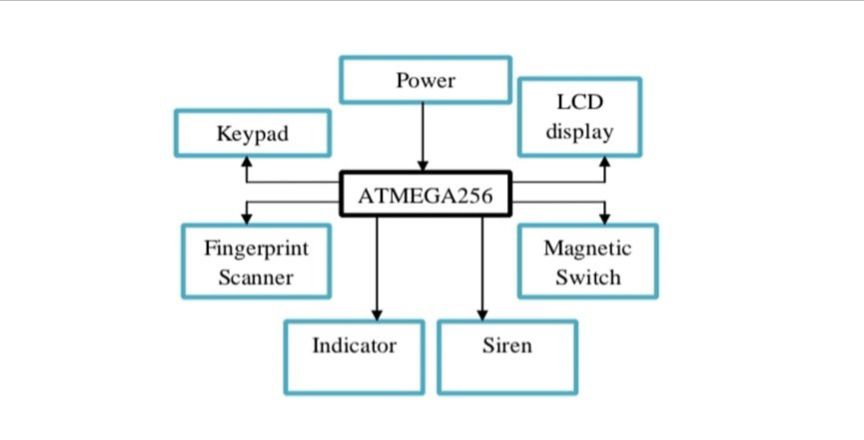 Power
LCD
display
Keypad
ATMEGA256
Fingerprint
Scanner
Magnetic
Switch
Indicator
Siren